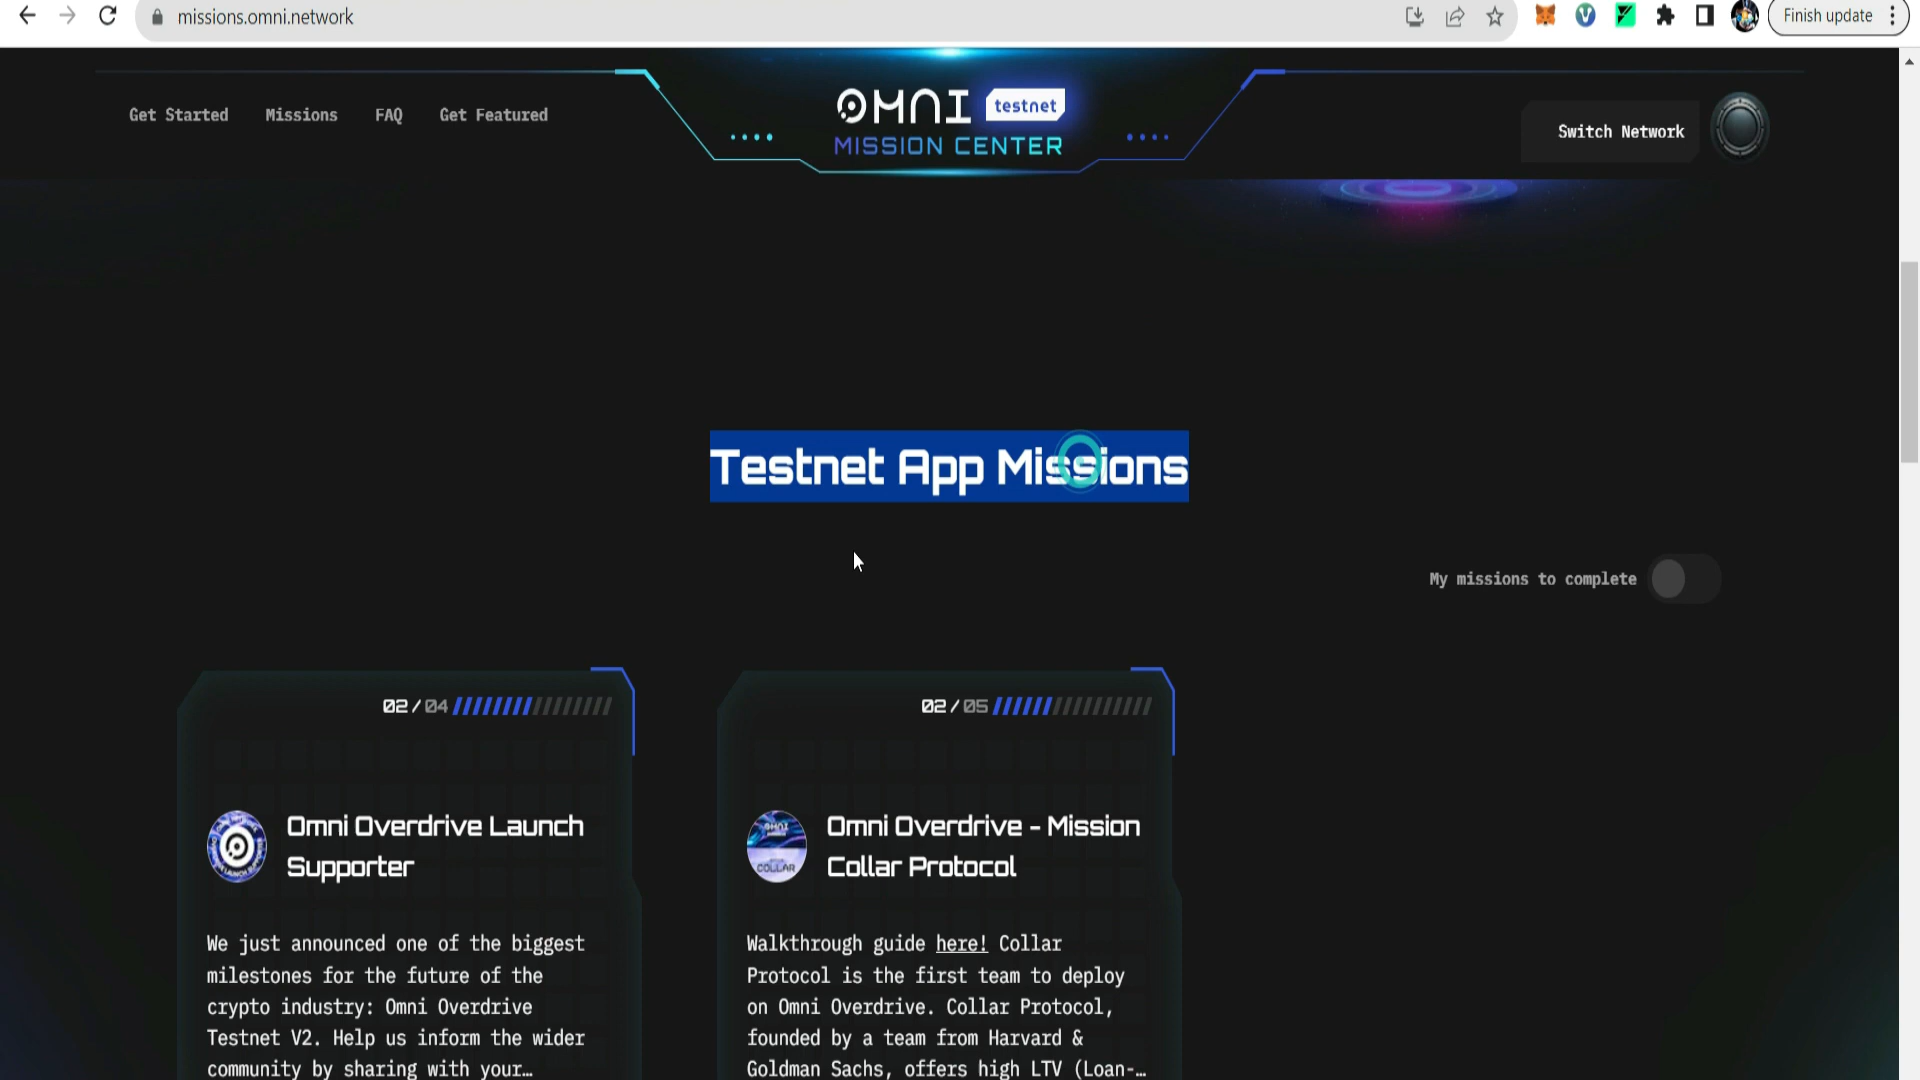 missions.omni.network
Finish update
Get Started
Missions
FAQ
Get Featured
OMNI testnet
MISSION CENTER
Switch Network
Testnet App Missions
My missions to complete
02/04
Omni Overdrive Launch
Supporter
We just announced one of the biggest
milestones for the future of the
crypto industry: Omni Overdrive
Testnet V2. Help us inform the wider
community by sharing with your…
02/05
COLLAR
Omni Overdrive - Mission
Collar Protocol
Walkthrough guide here! Collar
Protocol is the first team to deploy
on Omni Overdrive. Collar Protocol,
founded by a team from Harvard &
Goldman Sachs, offers high LTV (Loan-…